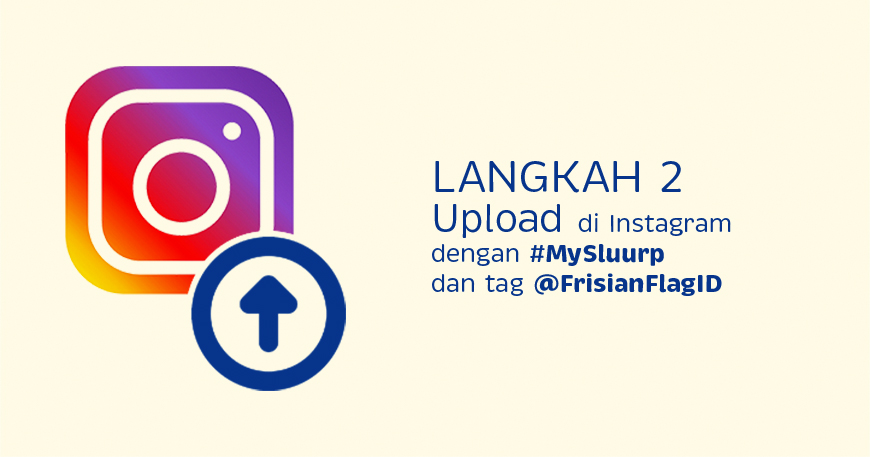 LANGKAH 2
Upload di Instagram
dengan #MySluurp
dan tag @FrisianFlagID